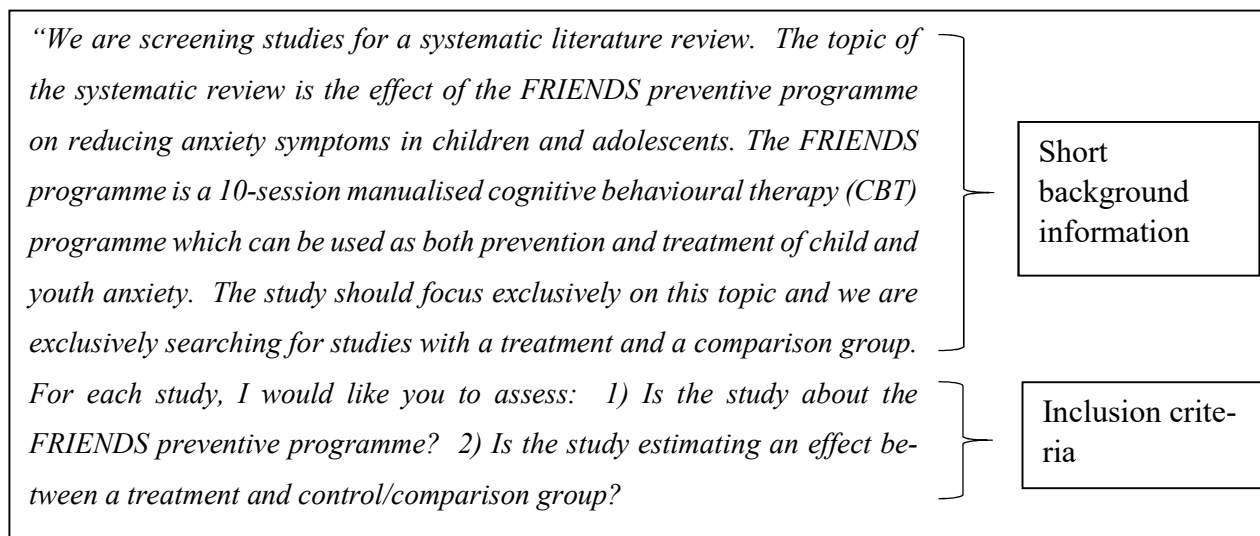 “We are screening studies for a systematic literature review. The topic of
the systematic review is the effect of the FRIENDS preventive programme
on reducing anxiety symptoms in children and adolescents. The FRIENDS
programme is a 10-session manualised cognitive behavioural therapy (CBT)
programme which can be used as both prevention and treatment of child and
youth anxiety. The study should focus exclusively on this topic and we are
exclusively searching for studies with a treatment and a comparison group.
For each study, I would like you to assess: 1) Is the study about the
FRIENDS preventive programme? 2) Is the study estimating an effect be-
tween a treatment and control/comparison group?
Short
background
information
Inclusion crite-
ria